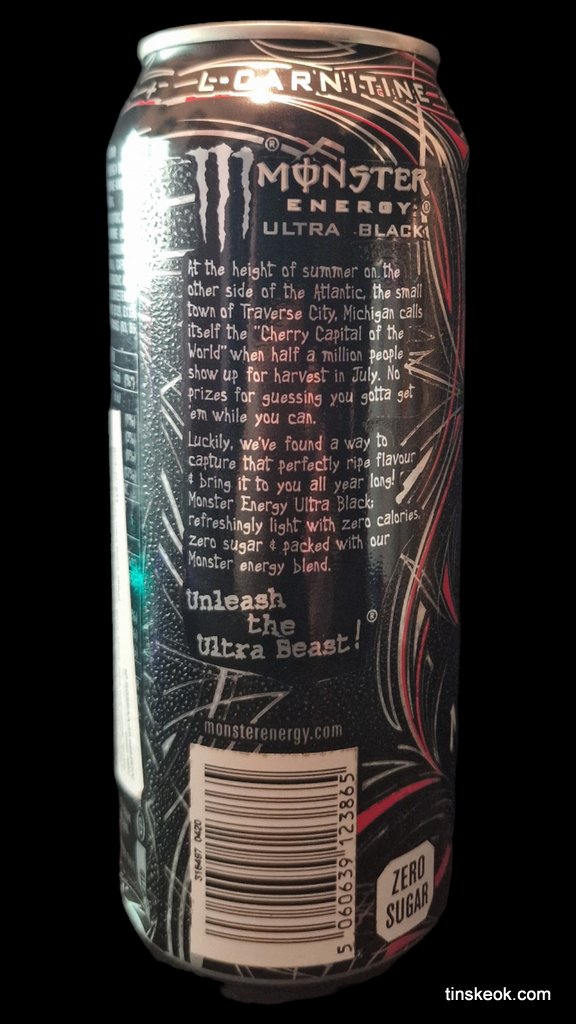 L-CARNITINE
MONSTER
ENERGY®
ULTRA BLACK
At the height of summer on the
other side of the Atlantic, the small
town of Traverse City, Michigan calls
itself the "Cherry Capital of the
World" when half a million people
show up for harvest in July. No
prizes for guessing you gotta get
'em while you can.
Luckily, we've found a way to
capture that perfectly ripe flavour
& bring it to you all year long!
Monster Energy Ultra Black;
refreshingly light with zero calories,
zero sugar & packed with our
Monster energy blend.
Unleash
the
Ultra Beast!®
monsterenergy.com
316497 0420
5 060639 123865
ZERO
SUGAR
tinskeok.com